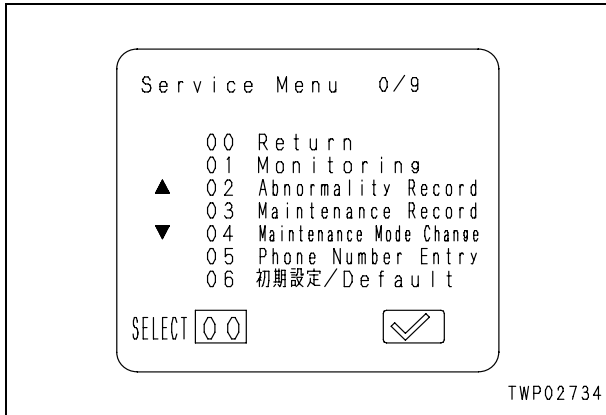 Service Menu 0/9
00 Return
01 Monitoring
▲ 02 Abnormality Record
03 Maintenance Record
▼ 04 Maintenance Mode Change
05 Phone Number Entry
06 初期設定/Default
SELECT 00
TWP02734